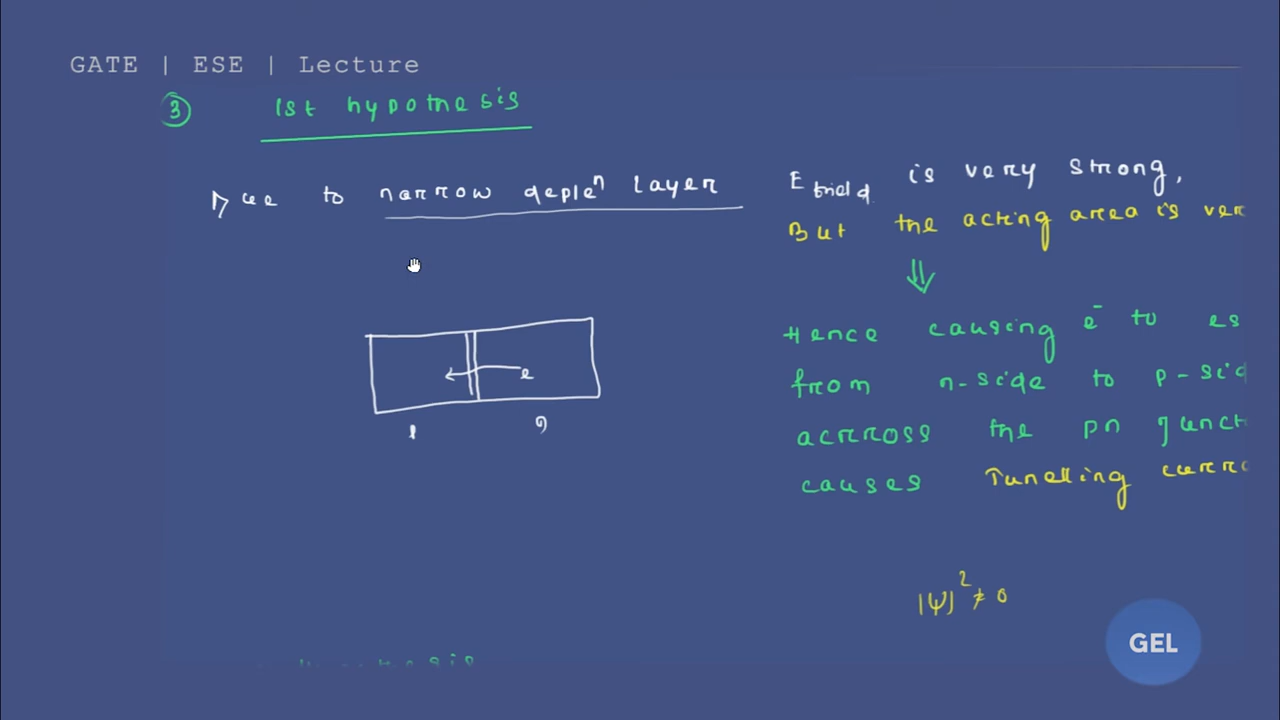 GATE | ESE | Lecture
③ 1st hypothesis
Due to narrow depleⁿ layer
E field is very strong,
But the acting area is ver
⇓
Hence causing e⁻ to es
from n-side to p-sid
acrross the pn junct
causes Tunelling curre
e
p n
|Ψ|² ≠ 0
GEL